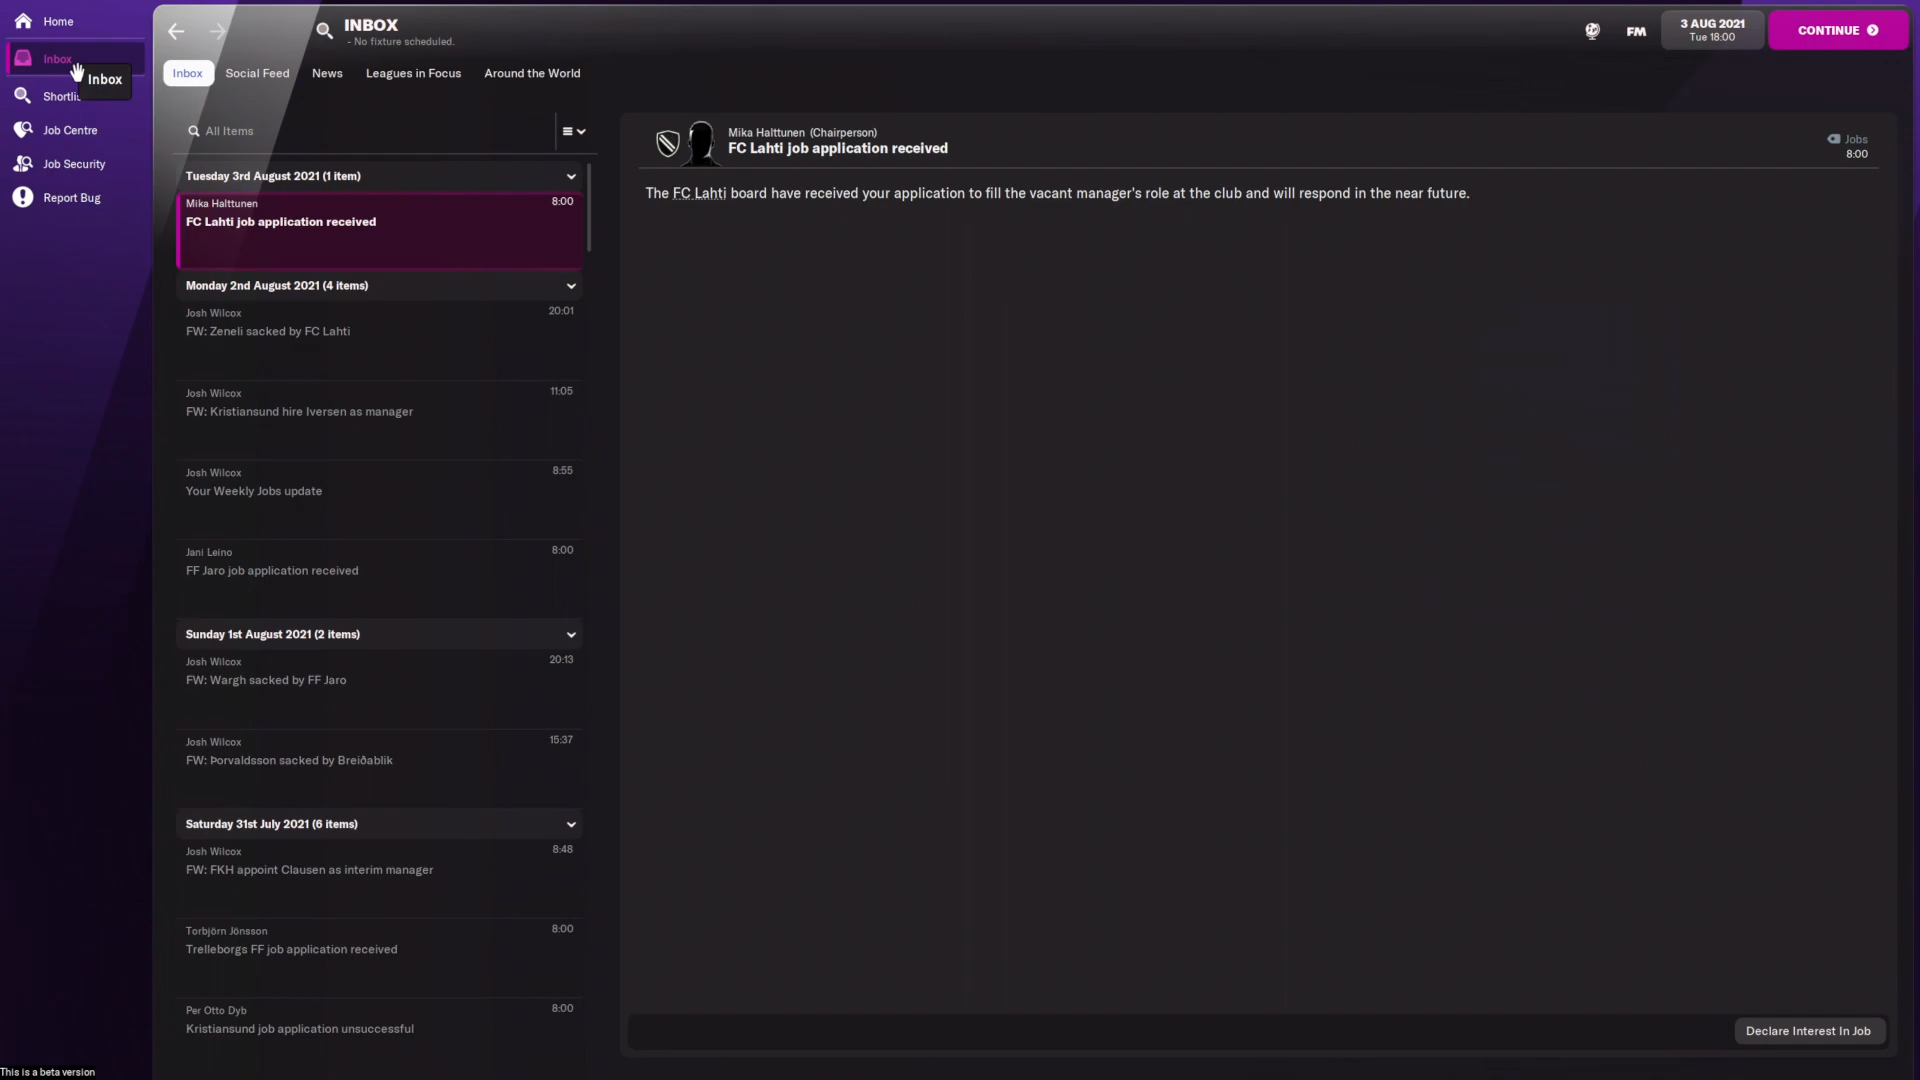 Home
Inbox
Inbox
Shortlis
Job Centre
Job Security
Report Bug
INBOX
- No fixture scheduled.
FM
3 AUG 2021
Tue 18:00
CONTINUE
Inbox
Social Feed
News
Leagues in Focus
Around the World
All Items
Tuesday 3rd August 2021 (1 item)
Mika Halttunen 8:00
FC Lahti job application received
Monday 2nd August 2021 (4 items)
Josh Wilcox 20:01
FW: Zeneli sacked by FC Lahti
Josh Wilcox 11:05
FW: Kristiansund hire Iversen as manager
Josh Wilcox 8:55
Your Weekly Jobs update
Jani Leino 8:00
FF Jaro job application received
Sunday 1st August 2021 (2 items)
Josh Wilcox 20:13
FW: Wargh sacked by FF Jaro
Josh Wilcox 15:37
FW: Þorvaldsson sacked by Breiðablik
Saturday 31st July 2021 (6 items)
Josh Wilcox 8:48
FW: FKH appoint Clausen as interim manager
Torbjörn Jönsson 8:00
Trelleborgs FF job application received
Per Otto Dyb 8:00
Kristiansund job application unsuccessful
Mika Halttunen (Chairperson)
FC Lahti job application received
Jobs
8:00
The FC Lahti board have received your application to fill the vacant manager's role at the club and will respond in the near future.
Declare Interest In Job
This is a beta version